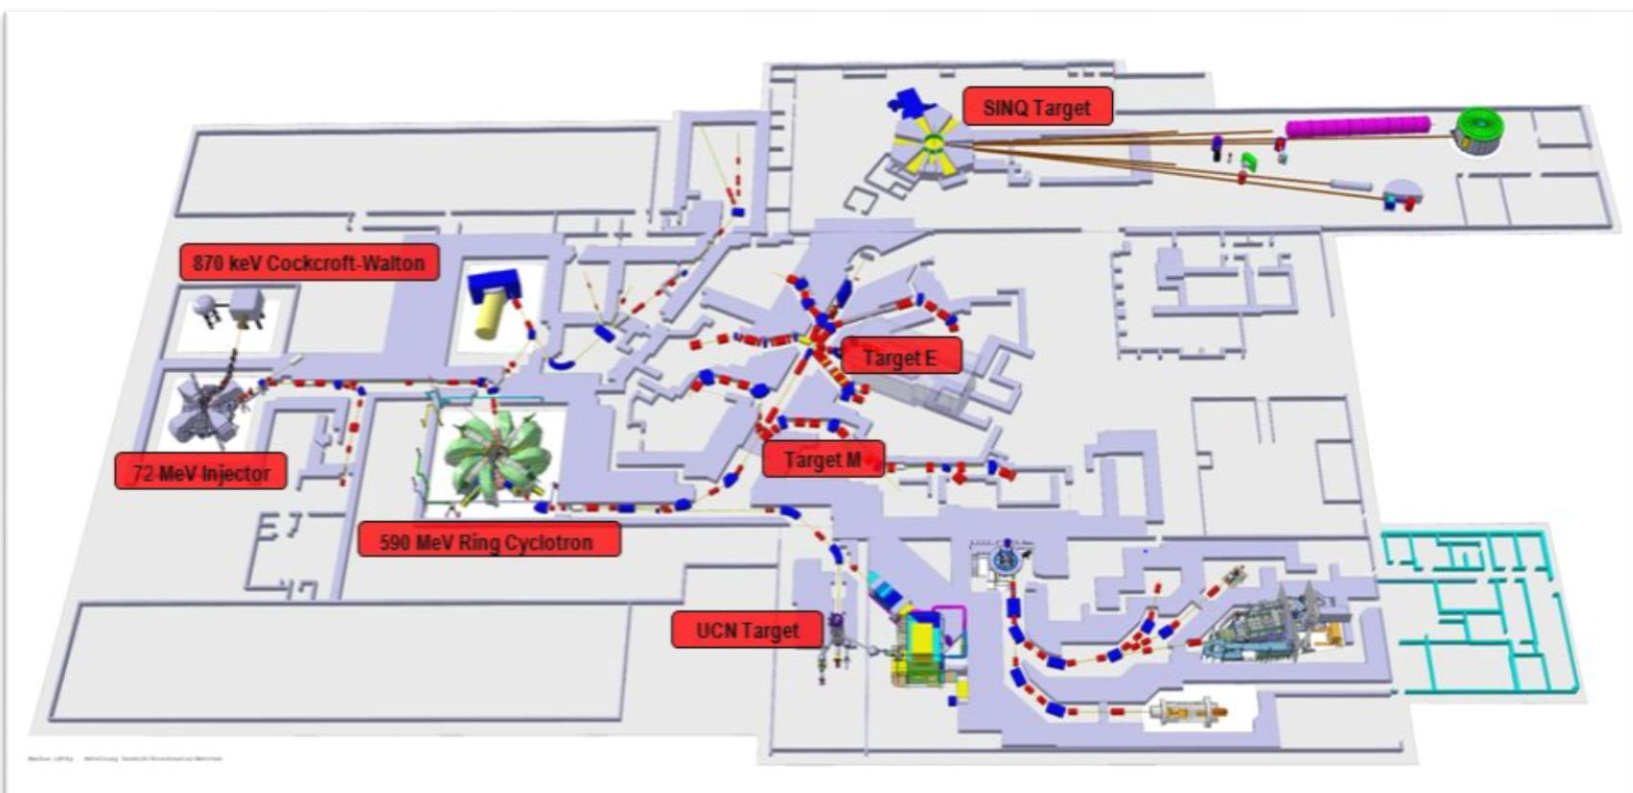 SINQ Target
870 keV Cockcroft-Walton
Target E
Target M
72 MeV Injector
590 MeV Ring Cyclotron
UCN Target